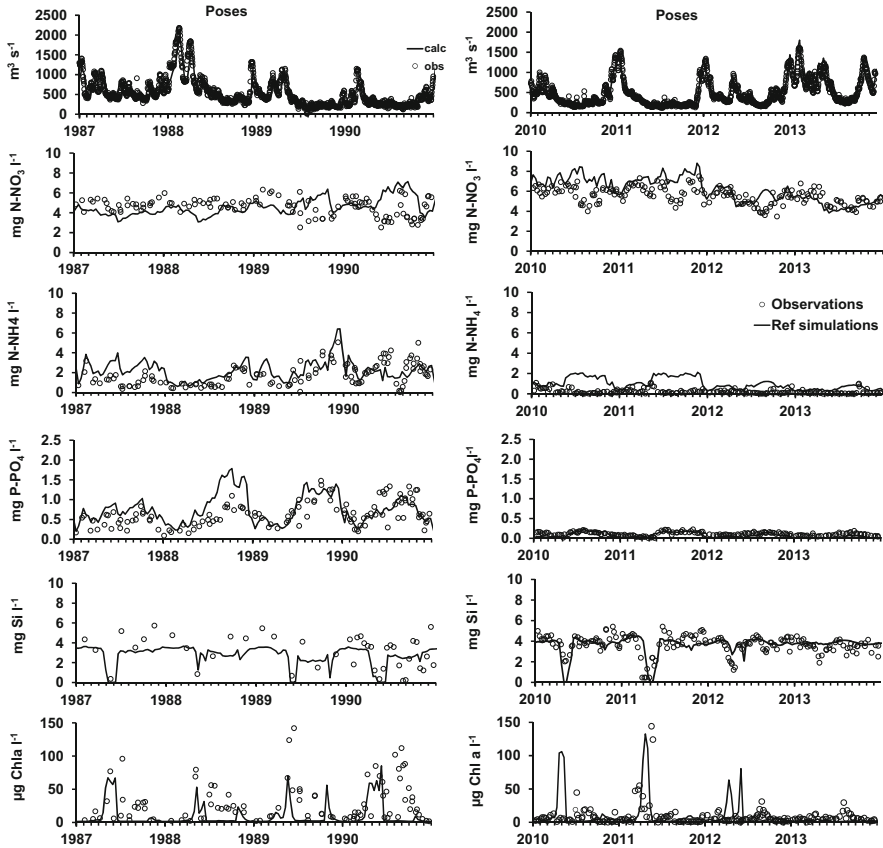 Poses
m³ s⁻¹
3000
2500
2000
1500
1000
500
0
calc
obs
1987 1988 1989 1990
mg N-NO₃ l⁻¹
10
8
6
4
2
0
1987 1988 1989 1990
mg N-NH4 l⁻¹
10
8
6
4
2
0
1987 1988 1989 1990
mg P-PO₄ l⁻¹
2.5
2.0
1.5
1.0
0.5
0.0
1987 1988 1989 1990
mg Si l⁻¹
10
8
6
4
2
0
1987 1988 1989 1990
µg Chla l⁻¹
150
100
50
0
1987 1988 1989 1990
Poses
m³ s⁻¹
2500
2000
1500
1000
500
0
2010 2011 2012 2013
mg N-NO₃ l⁻¹
10
8
6
4
2
0
2010 2011 2012 2013
mg N-NH₄ l⁻¹
10
8
6
4
2
0
Observations
Ref simulations
2010 2011 2012 2013
mg P-PO₄l⁻¹
2.5
2.0
1.5
1.0
0.5
0.0
2010 2011 2012 2013
mg Si l⁻¹
10
8
6
4
2
0
2010 2011 2012 2013
µg Chl a l⁻¹
150
100
50
0
2010 2011 2012 2013